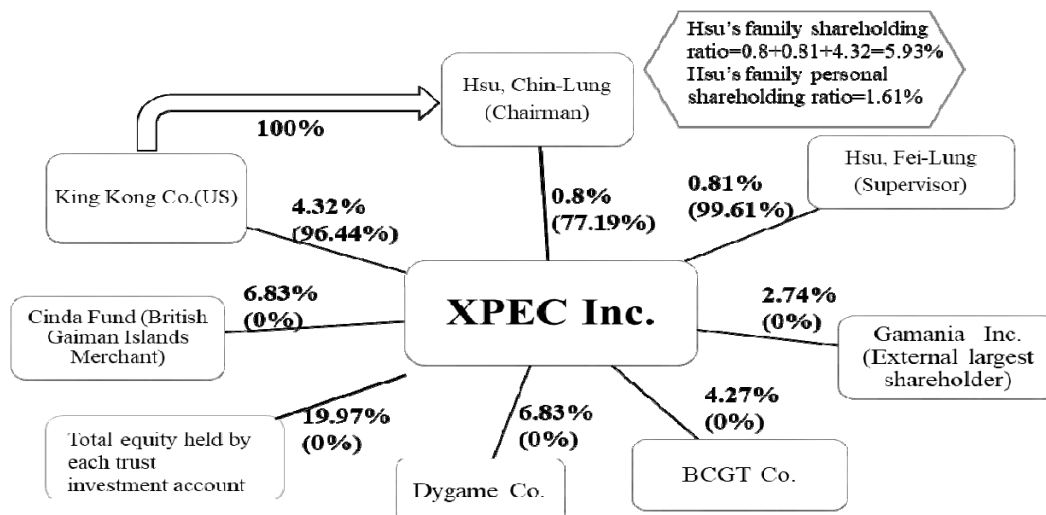 Hsu's family shareholding
ratio=0.8+0.81+4.32=5.93%
Hsu's family personal
shareholding ratio=1.61%
Hsu, Chin-Lung
(Chairman)
100%
King Kong Co.(US)
Hsu, Fei-Lung
(Supervisor)
4.32%
(96.44%)
0.8%
(77.19%)
0.81%
(99.61%)
XPEC Inc.
Cinda Fund (British
Gaiman Islands
Merchant)
6.83%
(0%)
2.74%
(0%)
Gamania Inc.
(External largest
shareholder)
Total equity held by
each trust
investment account
19.97%
(0%)
6.83%
(0%)
4.27%
(0%)
Dygame Co.
BCGT Co.